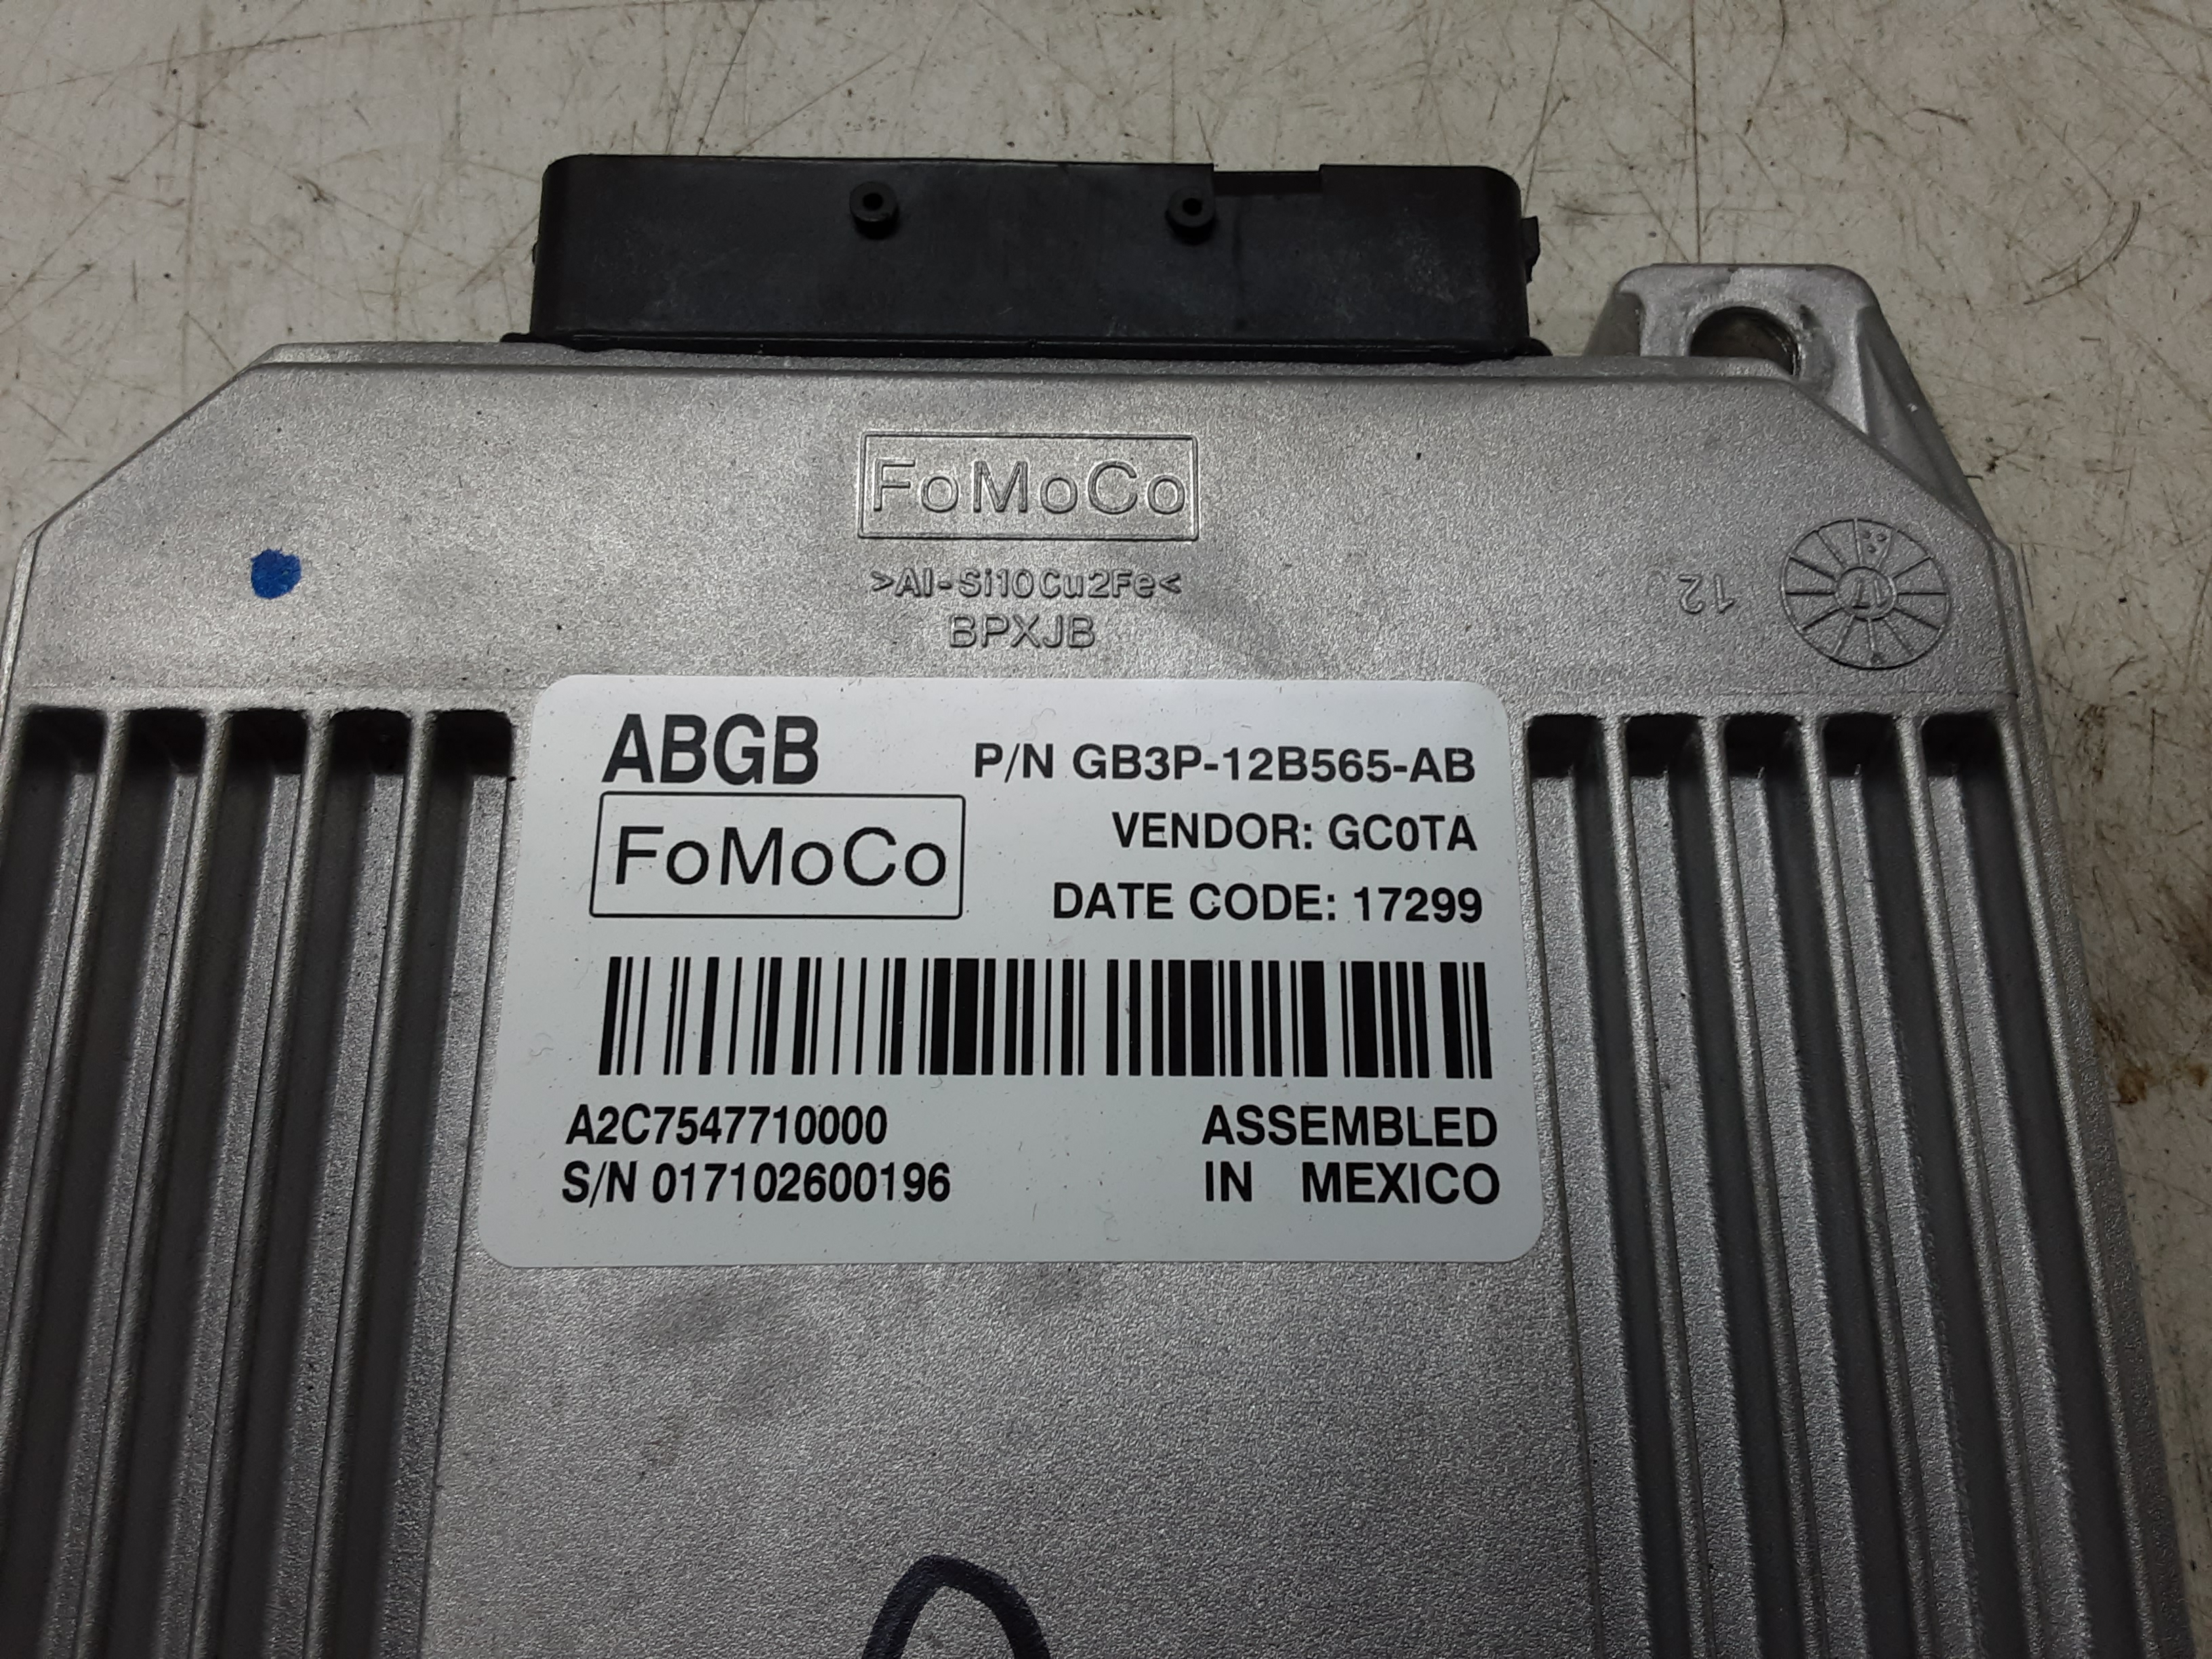 FoMoCo
>Al-Si10Cu2Fe<
BPXJB
12
17
ABGB
P/N GB3P-12B565-AB
FoMoCo
VENDOR: GC0TA
DATE CODE: 17299
A2C7547710000
ASSEMBLED
S/N 017102600196
IN MEXICO